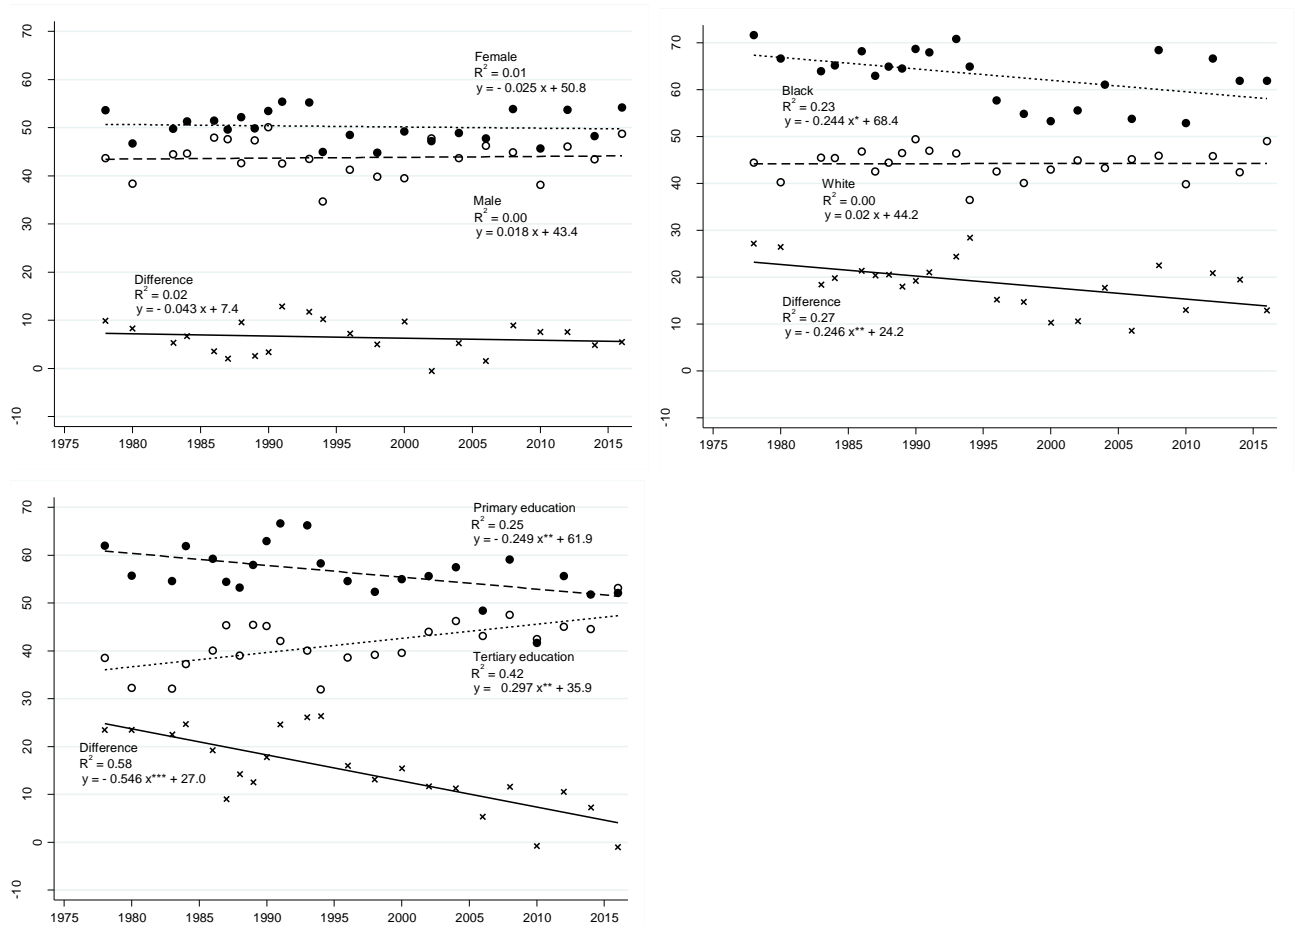 70
60
50
40
30
20
10
0
-10
Female
R² = 0.01
y = - 0.025 x + 50.8
Male
R² = 0.00
y = 0.018 x + 43.4
Difference
R² = 0.02
y = - 0.043 x + 7.4
1975 1980 1985 1990 1995 2000 2005 2010 2015
70
60
50
40
30
20
10
0
-10
Black
R² = 0.23
y = - 0.244 x* + 68.4
White
R² = 0.00
y = 0.02 x + 44.2
Difference
R² = 0.27
y = - 0.246 x** + 24.2
1975 1980 1985 1990 1995 2000 2005 2010 2015
70
60
50
40
30
20
10
0
-10
Primary education
R² = 0.25
y = - 0.249 x** + 61.9
Tertiary education
R² = 0.42
y = 0.297 x** + 35.9
Difference
R² = 0.58
y = - 0.546 x*** + 27.0
1975 1980 1985 1990 1995 2000 2005 2010 2015